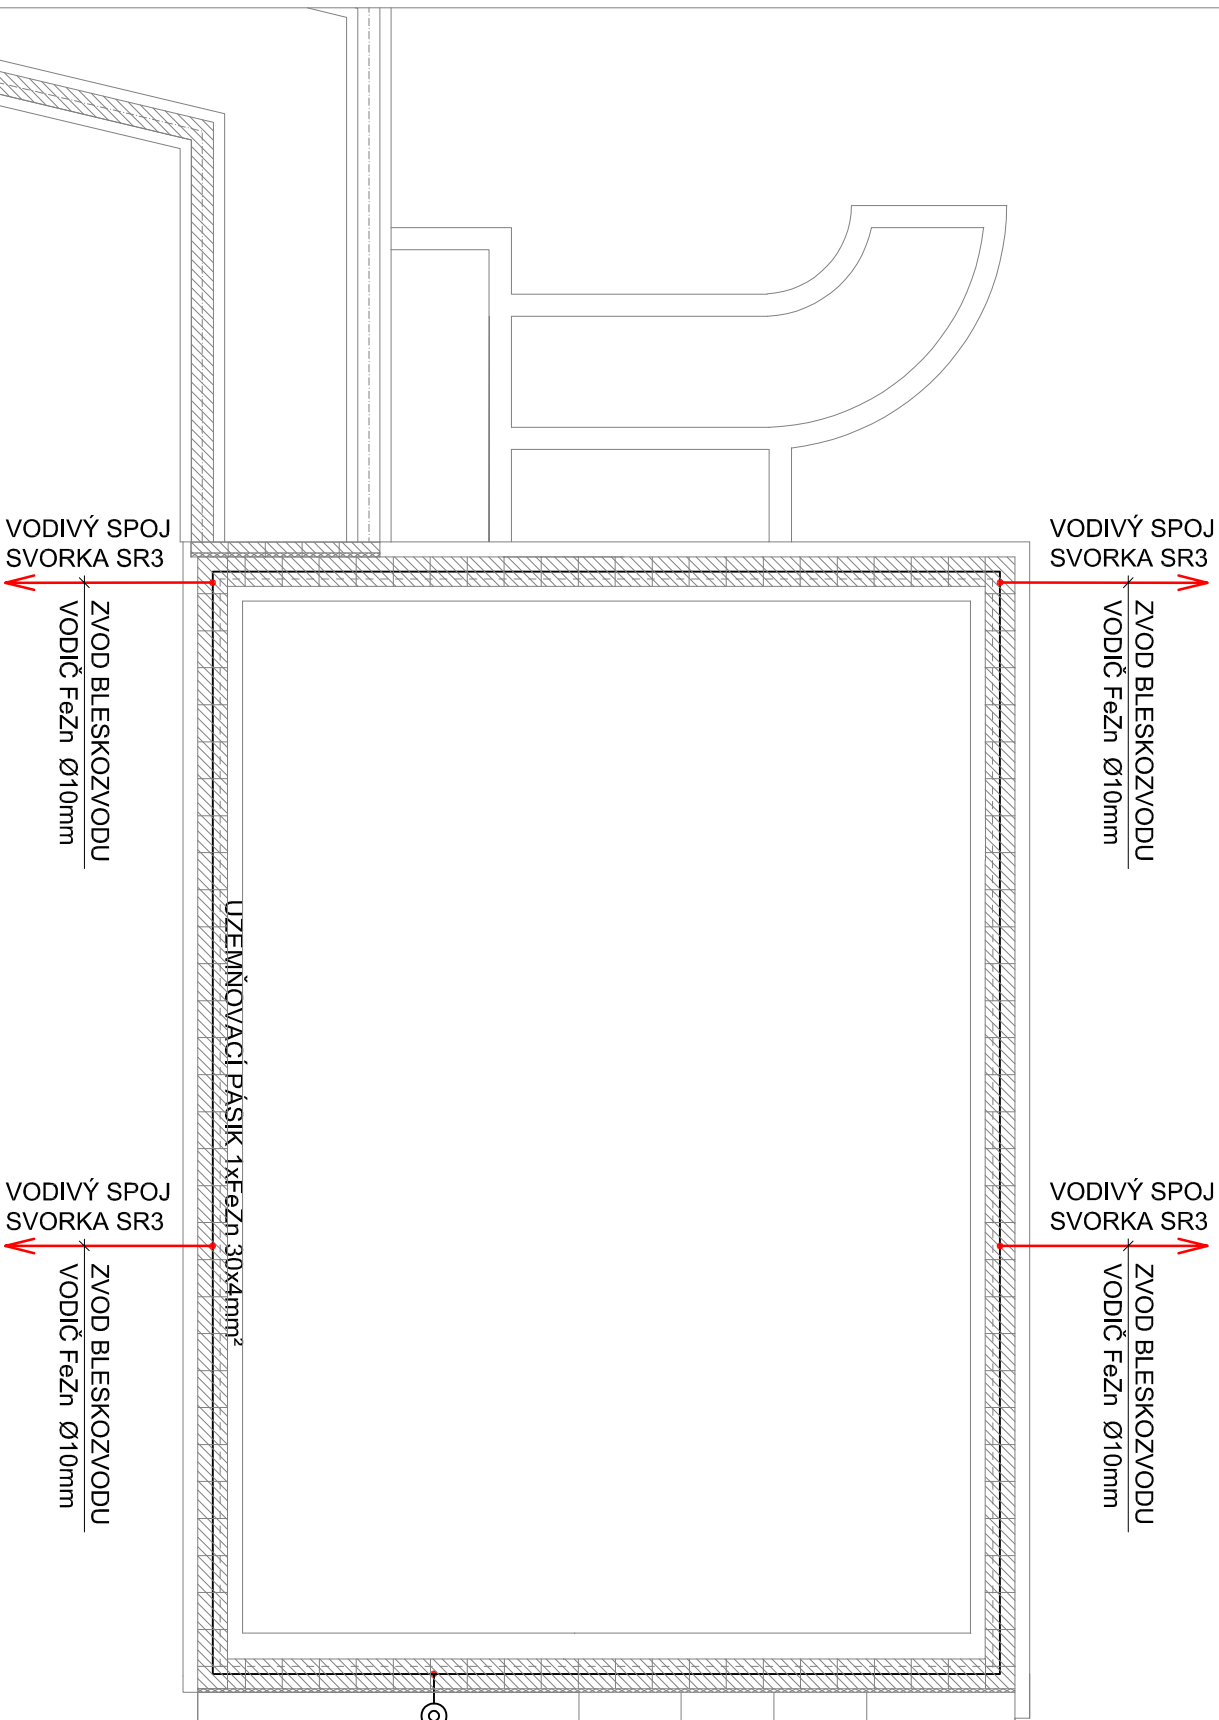 VODIVÝ SPOJ
SVORKA SR3
ZVOD BLESKOZVODU
VODIČ FeZn Ø10mm
VODIVÝ SPOJ
SVORKA SR3
ZVOD BLESKOZVODU
VODIČ FeZn Ø10mm
UZEMŇOVACÍ PÁSIK 1xFeZn 30x4mm²
VODIVÝ SPOJ
SVORKA SR3
ZVOD BLESKOZVODU
VODIČ FeZn Ø10mm
VODIVÝ SPOJ
SVORKA SR3
ZVOD BLESKOZVODU
VODIČ FeZn Ø10mm